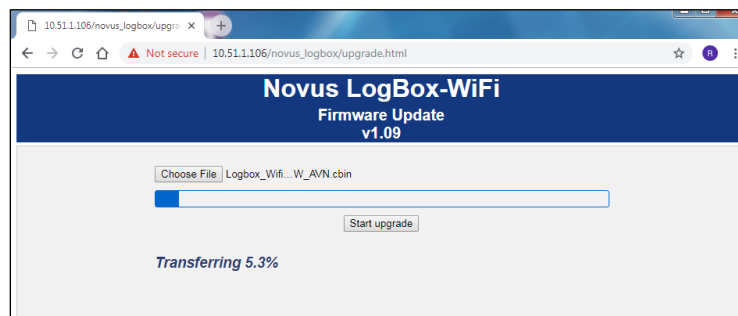 10.51.1.106/novus_logbox/upgra
Not secure | 10.51.1.106/novus_logbox/upgrade.html
R
Novus LogBox-WiFi
Firmware Update
v1.09
Choose File Logbox_Wifi...W_AVN.cbin
Start upgrade
Transferring 5.3%